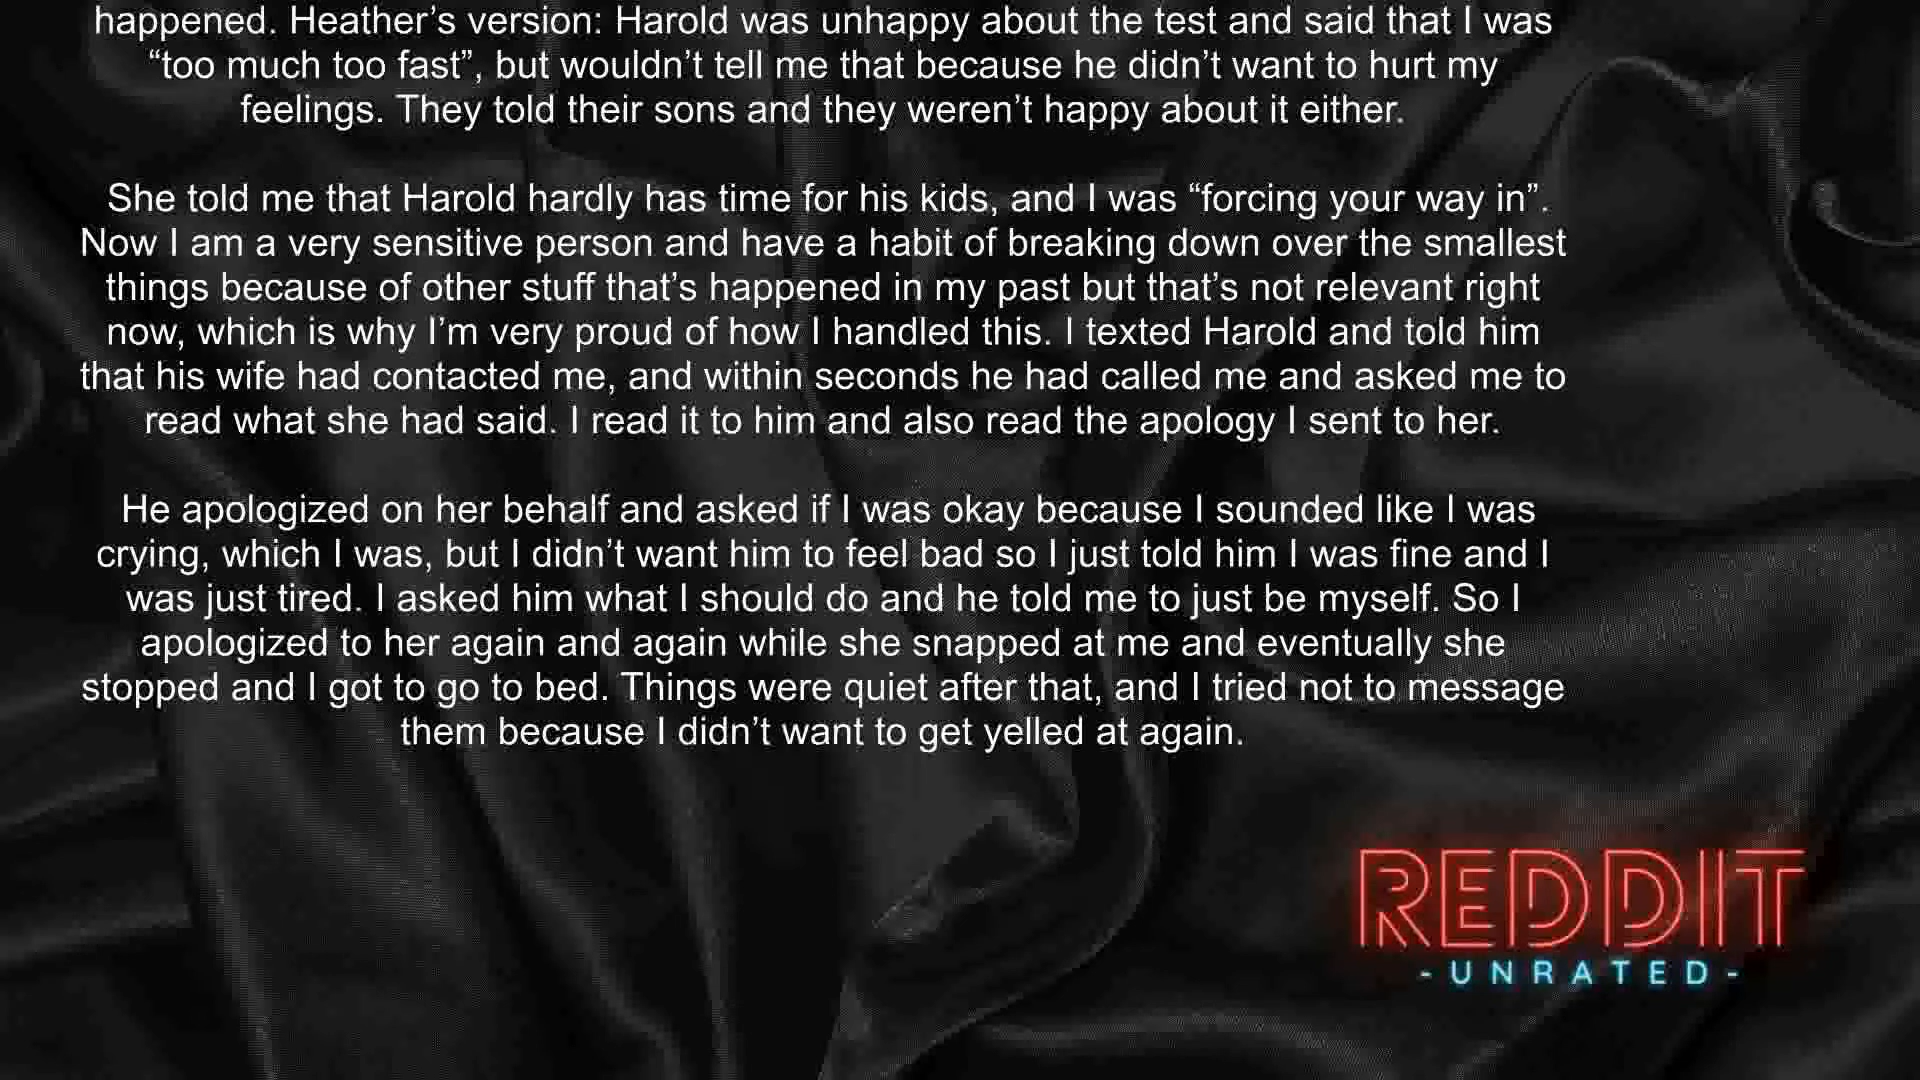 happened. Heather’s version: Harold was unhappy about the test and said that I was
“too much too fast”, but wouldn’t tell me that because he didn’t want to hurt my
feelings. They told their sons and they weren’t happy about it either.
She told me that Harold hardly has time for his kids, and I was “forcing your way in”.
Now I am a very sensitive person and have a habit of breaking down over the smallest
things because of other stuff that’s happened in my past but that’s not relevant right
now, which is why I’m very proud of how I handled this. I texted Harold and told him
that his wife had contacted me, and within seconds he had called me and asked me to
read what she had said. I read it to him and also read the apology I sent to her.
He apologized on her behalf and asked if I was okay because I sounded like I was
crying, which I was, but I didn’t want him to feel bad so I just told him I was fine and I
was just tired. I asked him what I should do and he told me to just be myself. So I
apologized to her again and again while she snapped at me and eventually she
stopped and I got to go to bed. Things were quiet after that, and I tried not to message
them because I didn’t want to get yelled at again.
REDDIT
- UNRATED -